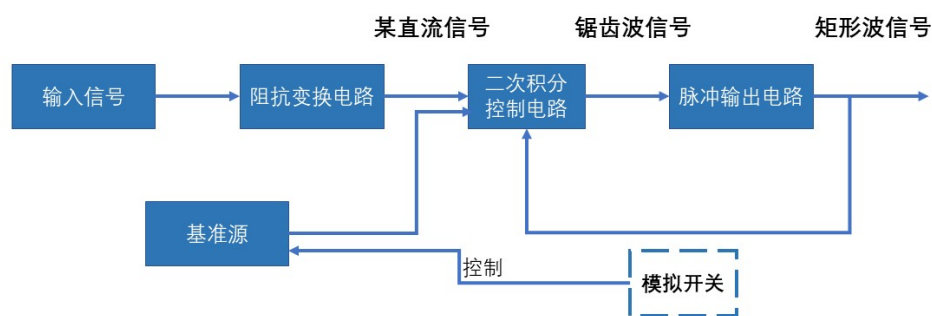 某直流信号
锯齿波信号
矩形波信号
输入信号
阻抗变换电路
二次积分
控制电路
脉冲输出电路
基准源
控制
模拟开关